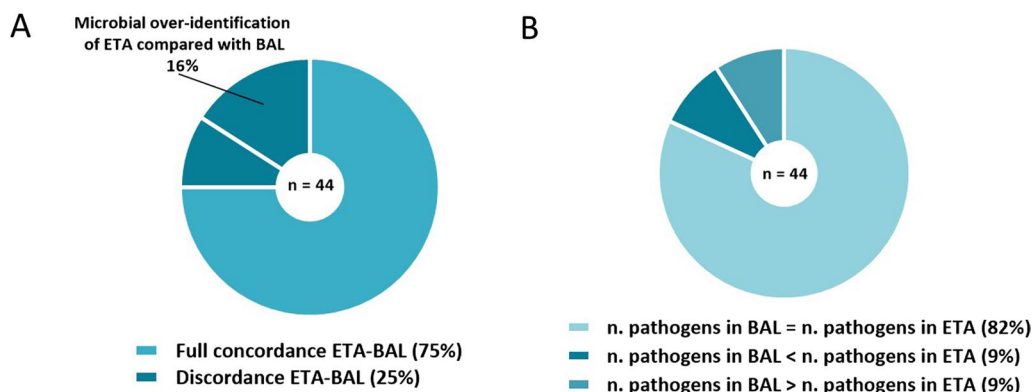 A
Microbial over-identification
of ETA compared with BAL
16%
n = 44
Full concordance ETA-BAL (75%)
Discordance ETA-BAL (25%)
B
n = 44
n. pathogens in BAL = n. pathogens in ETA (82%)
n. pathogens in BAL < n. pathogens in ETA (9%)
n. pathogens in BAL > n. pathogens in ETA (9%)